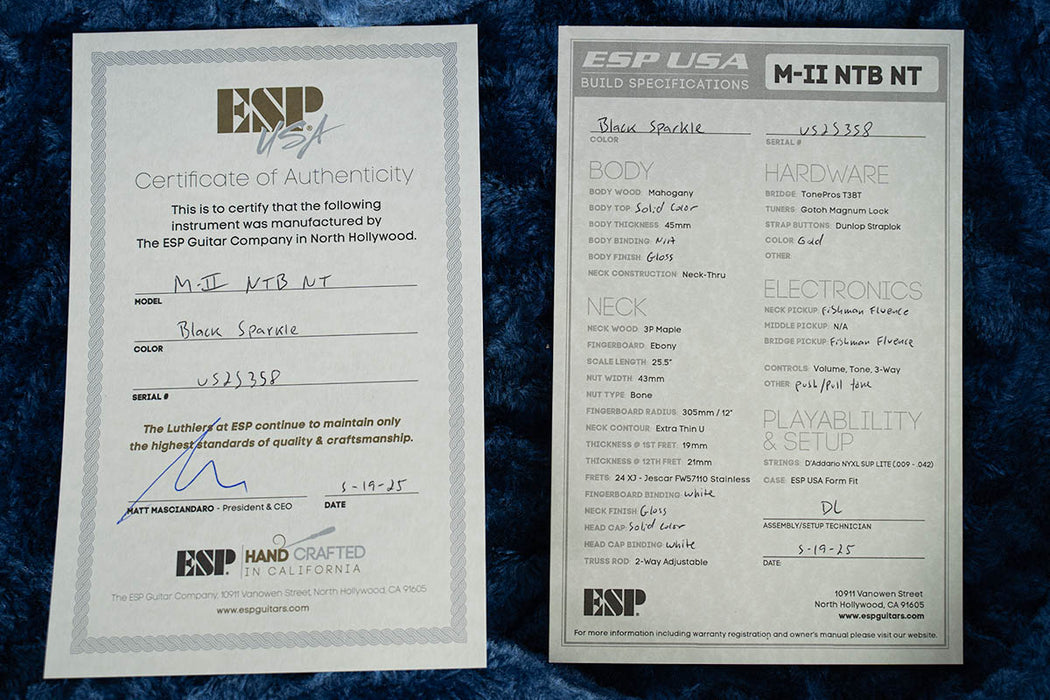 ESP
USA
Certificate of Authenticity
This is to certify that the following
instrument was manufactured by
The ESP Guitar Company in North Hollywood.
M-II NTB NT
MODEL
Black Sparkle
COLOR
US25358
SERIAL #
The Luthiers at ESP continue to maintain only
the highest standards of quality & craftsmanship.
MATT MASCIANDARO - President & CEO
5-19-25
DATE
ESP. HAND CRAFTED
IN CALIFORNIA
The ESP Guitar Company, 10911 Vanowen Street, North Hollywood, CA 91605
www.espguitars.com
ESP USA
BUILD SPECIFICATIONS
M-II NTB NT
Black Sparkle
COLOR
US25358
SERIAL #
BODY
BODY WOOD Mahogany
BODY TOP Solid Color
BODY THICKNESS 45mm
BODY BINDING N/A
BODY FINISH Gloss
NECK CONSTRUCTION Neck-Thru
NECK
NECK WOOD 3P Maple
FINGERBOARD Ebony
SCALE LENGTH 25.5"
NUT WIDTH 43mm
NUT TYPE Bone
FINGERBOARD RADIUS 305mm / 12"
NECK CONTOUR Extra Thin U
THICKNESS @ 1ST FRET 19mm
THICKNESS @ 12TH FRET 21mm
FRETS: 24 XJ - Jescar FW57110 Stainless
FINGERBOARD BINDING White
NECK FINISH Gloss
HEAD CAP Solid Color
HEAD CAP BINDING White
TRUSS ROD 2-Way Adjustable
HARDWARE
BRIDGE: TonePros T3BT
TUNERS: Gotoh Magnum Lock
STRAP BUTTONS: Dunlop Straplok
COLOR Gold
OTHER
ELECTRONICS
NECK PICKUP Fishman Fluence
MIDDLE PICKUP: N/A
BRIDGE PICKUP Fishman Fluence
CONTROLS: Volume, Tone, 3-Way
OTHER push/pull tone
PLAYABLILITY
& SETUP
STRINGS: D'Addario NYXL SUP LITE (.009 - .042)
CASE: ESP USA Form Fit
DL
ASSEMBLY/SETUP TECHNICIAN
5-19-25
DATE:
ESP.
10911 Vanowen Street
North Hollywood, CA 91605
www.espguitars.com
For more information including warranty registration and owner's manual please visit our website.